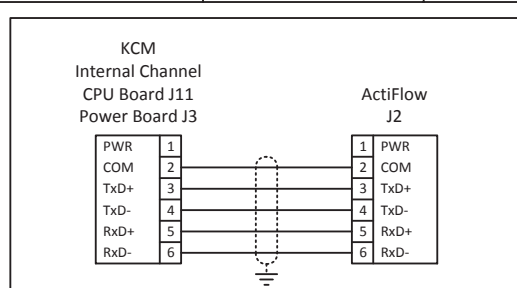 KCM
Internal Channel
CPU Board J11
Power Board J3
ActiFlow
J2
PWR 1 1 PWR
COM 2 2 COM
TxD+ 3 3 TxD+
TxD- 4 4 TxD-
RxD+ 5 5 RxD+
RxD- 6 6 RxD-